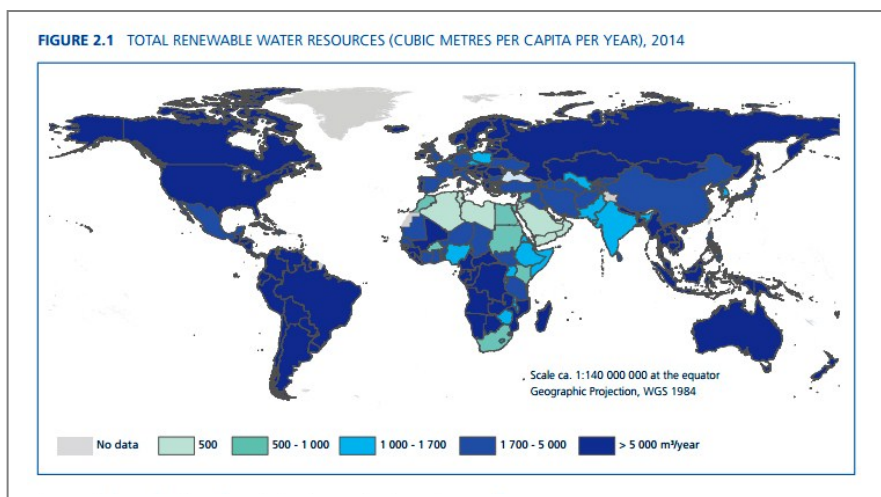 FIGURE 2.1 TOTAL RENEWABLE WATER RESOURCES (CUBIC METRES PER CAPITA PER YEAR), 2014
Scale ca. 1:140 000 000 at the equator
Geographic Projection, WGS 1984
No data 500 500 - 1 000 1 000 - 1 700 1 700 - 5 000 > 5 000 m³/year